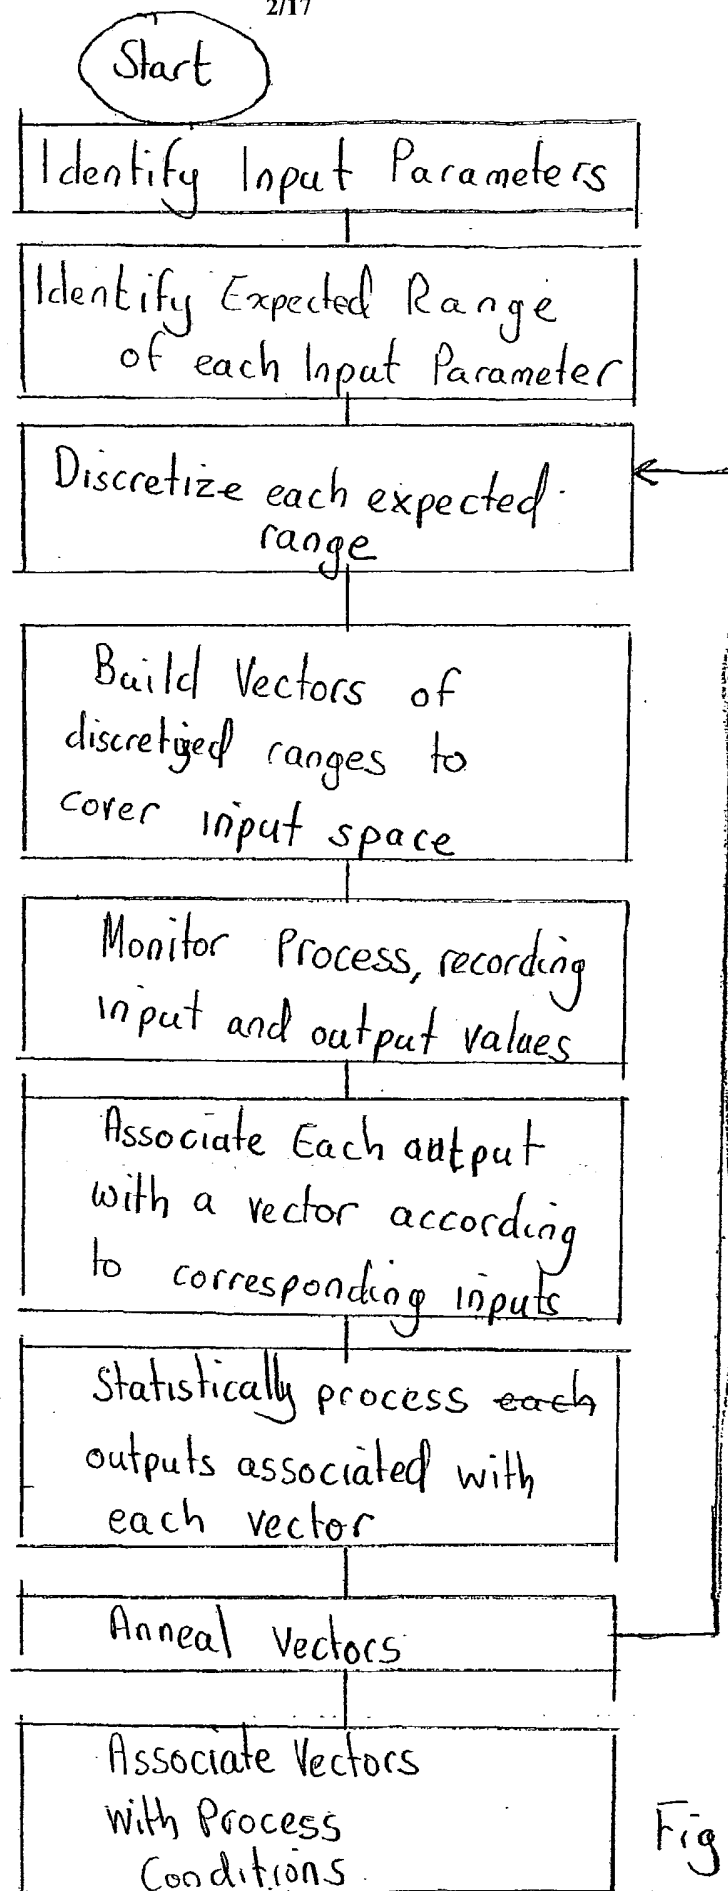 2/17
Start
Identify Input Parameters
Identify Expected Range
of each Input Parameter
Discretize each expected
range
Build Vectors of
discretized ranges to
cover input space
Monitor Process, recording
input and output values
Associate Each output
with a vector according
to corresponding inputs
Statistically process each
outputs associated with
each vector
Anneal Vectors
Associate Vectors
with Process
Conditions
Fig